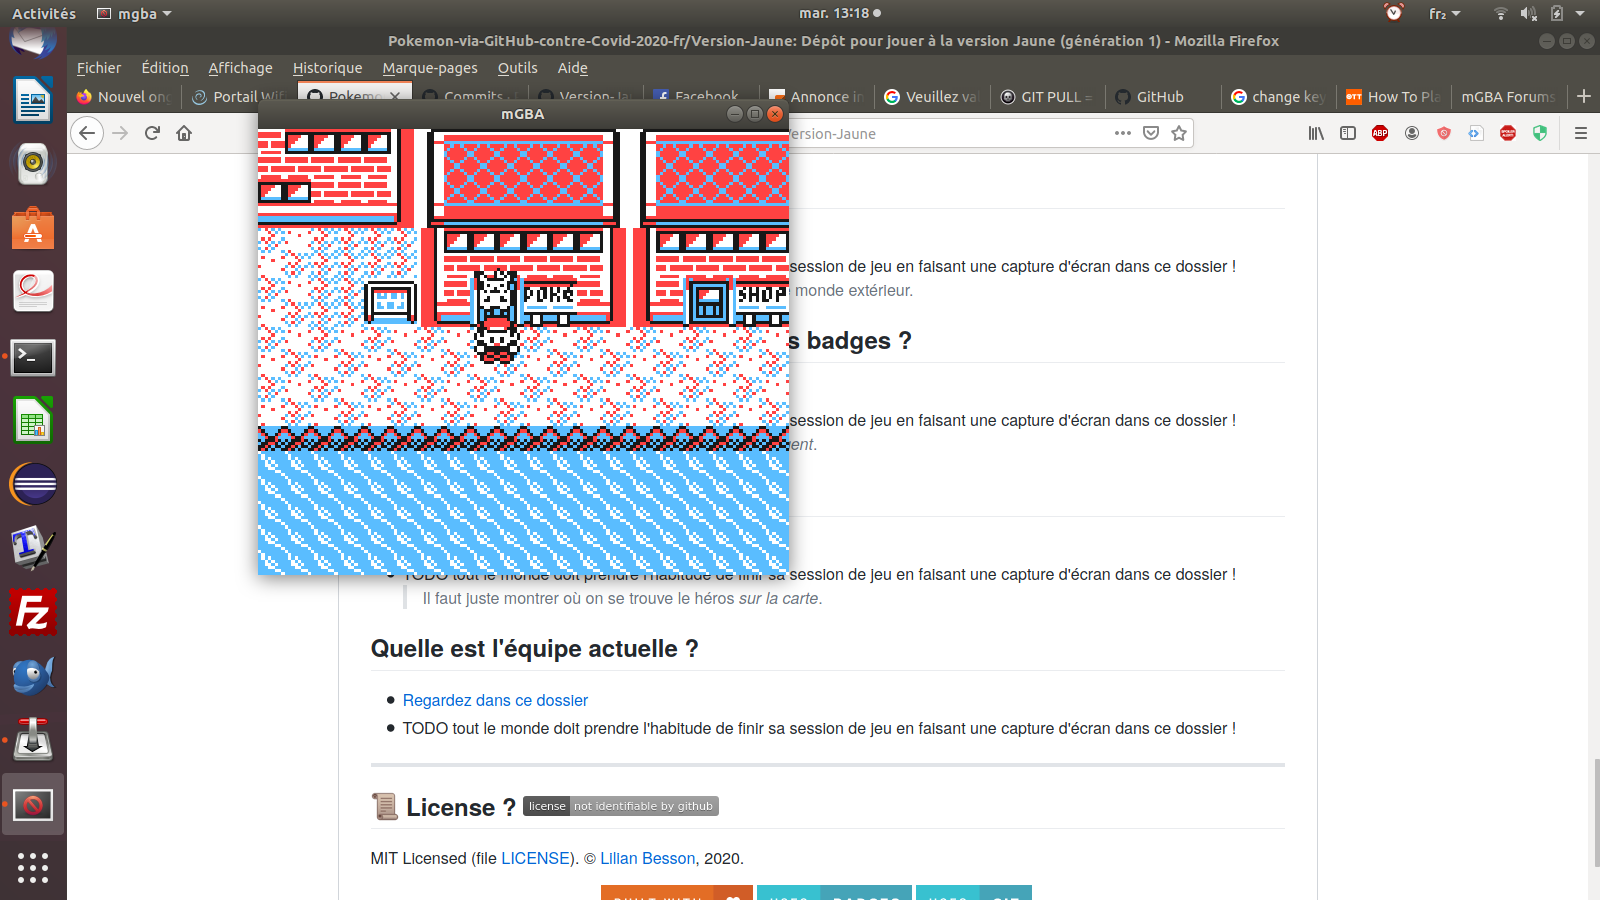 Activités
mgba
mar. 13:18
fr₂
Pokemon-via-GitHub-contre-Covid-2020-fr/Version-Jaune: Dépôt pour jouer à la version Jaune (génération 1) - Mozilla Firefox
Fichier Édition Affichage Historique Marque-pages Outils Aide
Nouvel ong
Portail Wif
Pokemo
Commits
Version-Ja
Facebook
Annonce in
Veuillez va
GIT PULL =
GitHub
change key
How To Pla
mGBA Forums
mGBA
ersion-Jaune
ABP
POKé
SHOP
session de jeu en faisant une capture d'écran dans ce dossier !
monde extérieur.
s badges ?
session de jeu en faisant une capture d'écran dans ce dossier !
ent.
TODO tout le monde doit prendre l'habitude de finir sa session de jeu en faisant une capture d'écran dans ce dossier !
Il faut juste montrer où on se trouve le héros sur la carte.
Quelle est l'équipe actuelle ?
Regardez dans ce dossier
TODO tout le monde doit prendre l'habitude de finir sa session de jeu en faisant une capture d'écran dans ce dossier !
License ? license not identifiable by github
MIT Licensed (file LICENSE). © Lilian Besson, 2020.